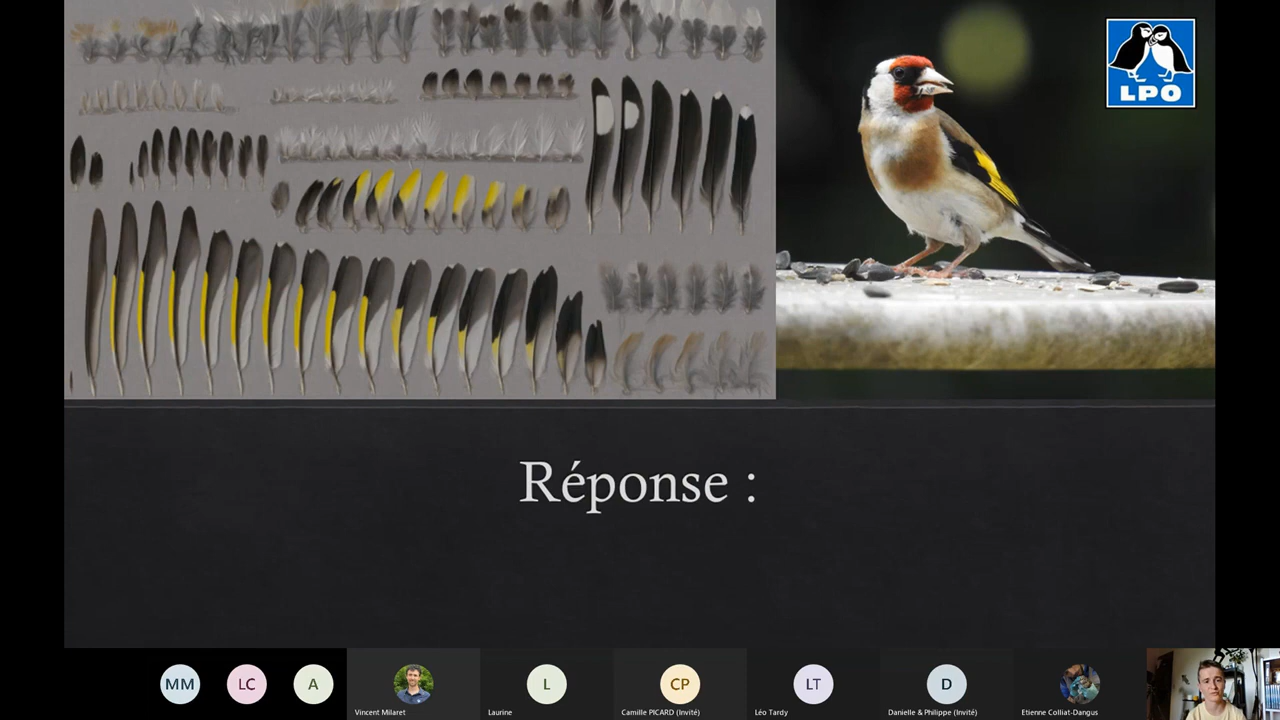 LPO
Réponse :
MM
LC
A
L
CP
LT
D
Vincent Milaret
Laurine
Camille PICARD (Invité)
Léo Tardy
Danielle & Philippe (Invité)
Etienne Colliat-Dangus